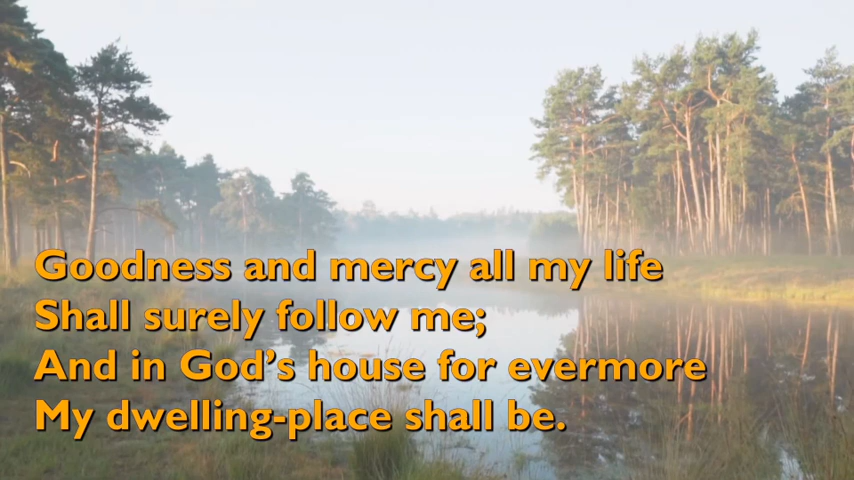 Goodness and mercy all my life
Shall surely follow me;
And in God’s house for evermore
My dwelling-place shall be.